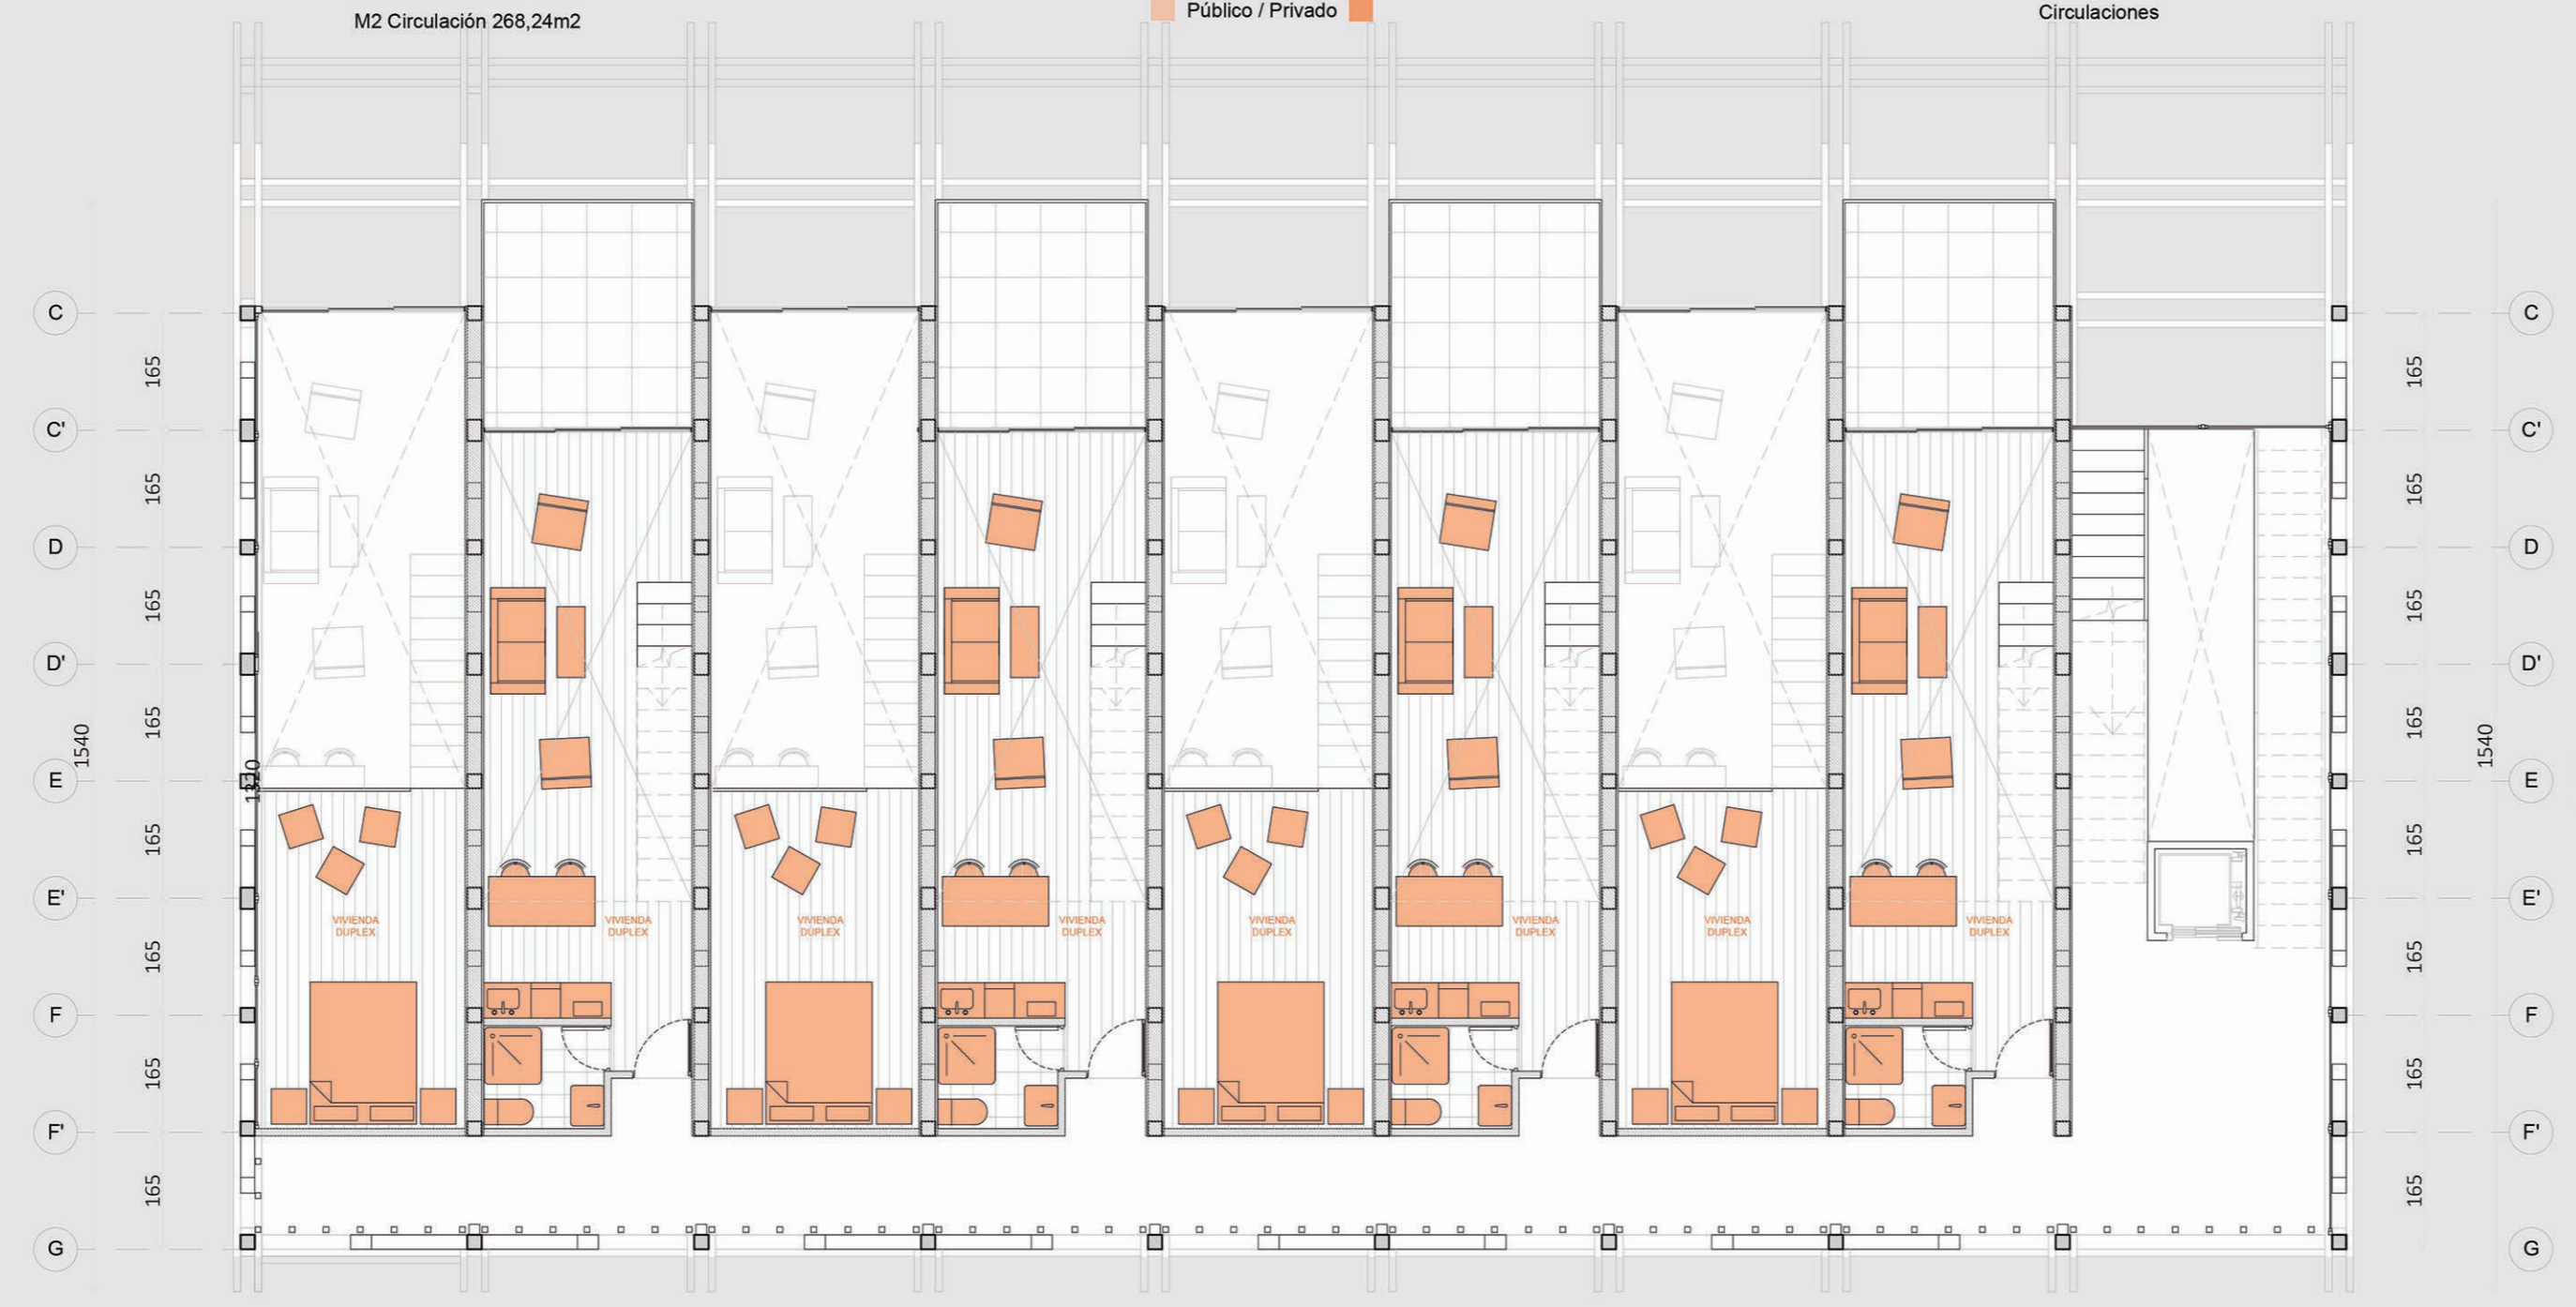 M2 Circulación 268,24m2
Público / Privado
Circulaciones
C
C
165
165
C'
C'
165
165
D
D
165
165
D'
D'
165
165
1540
1540
E
1320
E
165
165
E'
E'
VIVIENDA
DUPLEX
VIVIENDA
DUPLEX
VIVIENDA
DUPLEX
VIVIENDA
DUPLEX
VIVIENDA
DUPLEX
VIVIENDA
DUPLEX
VIVIENDA
DUPLEX
VIVIENDA
DUPLEX
165
165
F
F
165
165
F'
F'
165
165
G
G